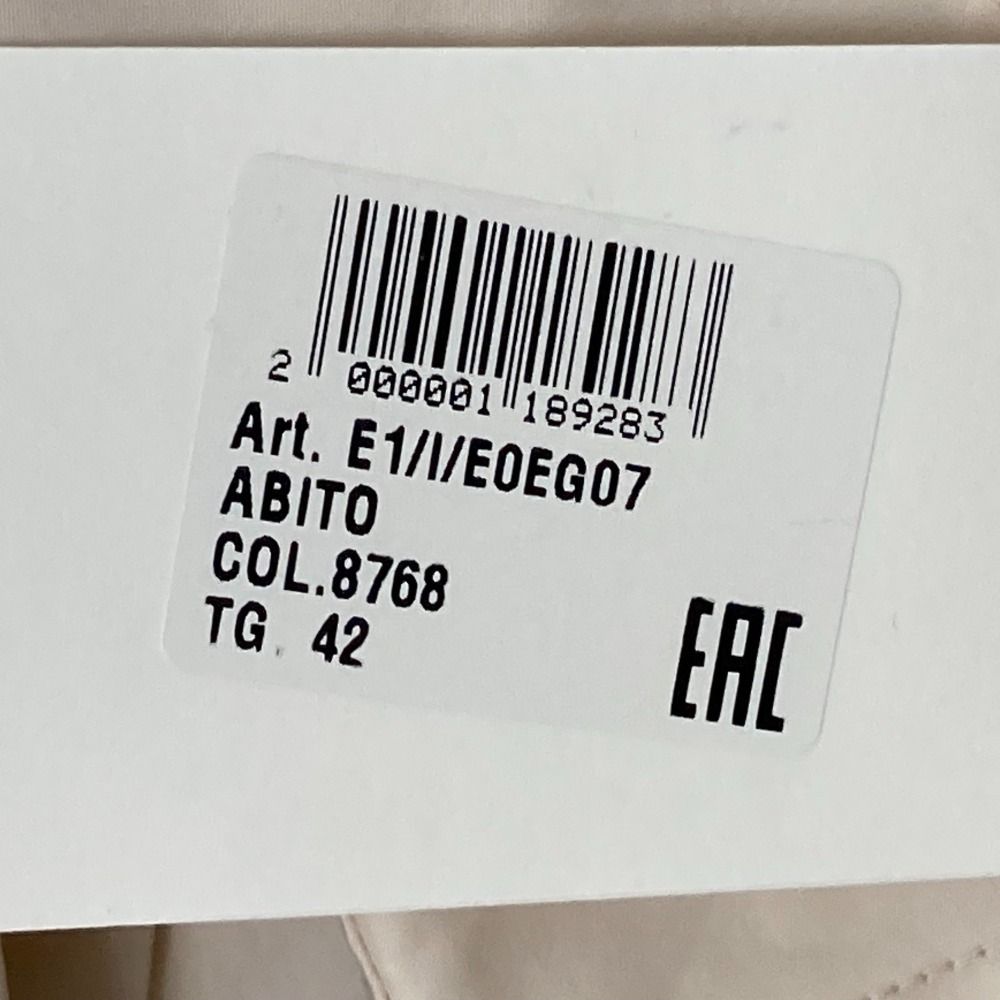 2 000001 189283
Art. E1/I/E0EG07
ABITO
COL.8768
TG. 42
EAC